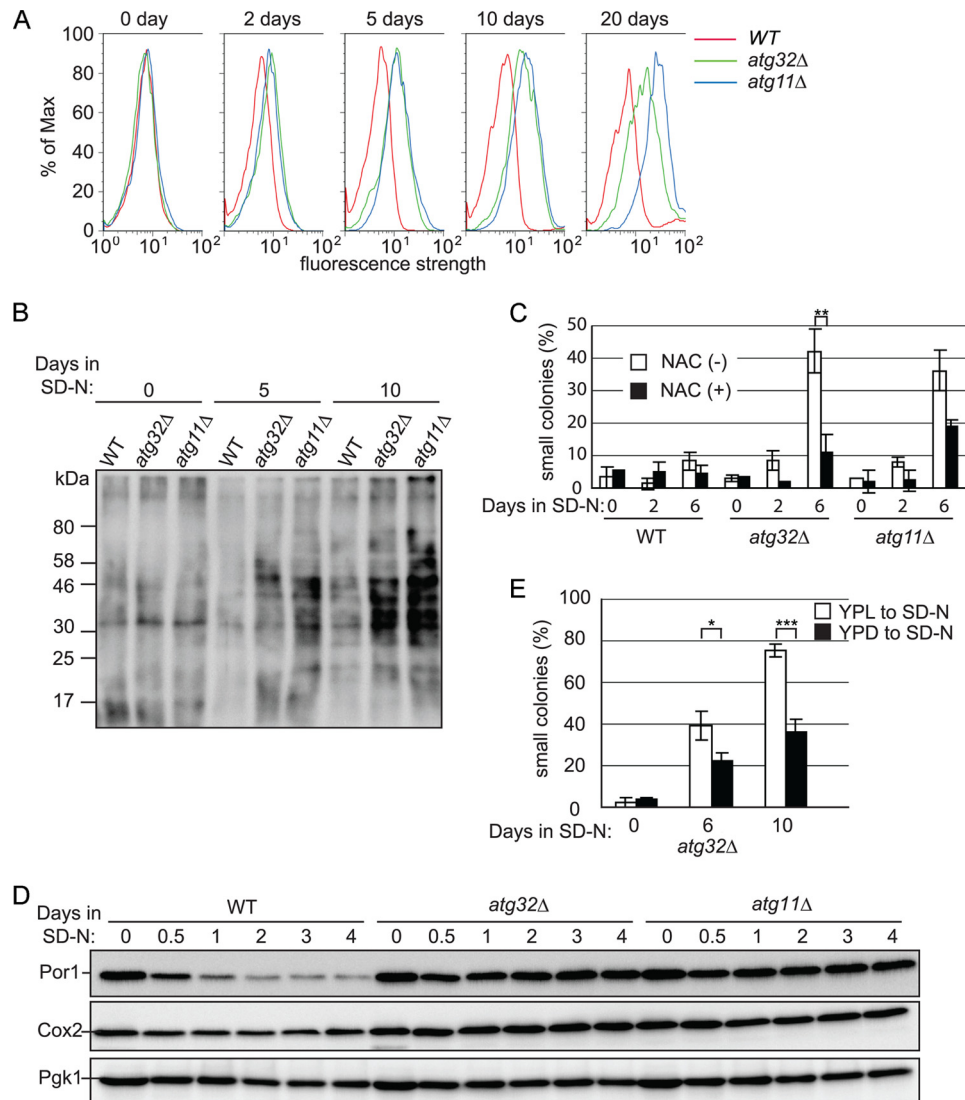 A
0 day 2 days 5 days 10 days 20 days
WT
atg32Δ
atg11Δ
% of Max
100
80
60
40
20
0
10⁰ 10¹ 10² 10¹ 10² 10¹ 10² 10¹ 10² 10¹ 10²
fluorescence strength
B
Days in
SD-N:
0 5 10
WT atg32Δ atg11Δ WT atg32Δ atg11Δ WT atg32Δ atg11Δ
kDa
80
58
46
30
25
17
C
small colonies (%)
50
40
30
20
10
0
**
NAC (-)
NAC (+)
Days in SD-N: 0 2 6 0 2 6 0 2 6
WT atg32Δ atg11Δ
E
small colonies (%)
100
80
60
40
20
0
* ***
YPL to SD-N
YPD to SD-N
Days in SD-N: 0 6 10
atg32Δ
D
Days in
SD-N:
WT atg32Δ atg11Δ
0 0.5 1 2 3 4 0 0.5 1 2 3 4 0 0.5 1 2 3 4
Por1
Cox2
Pgk1